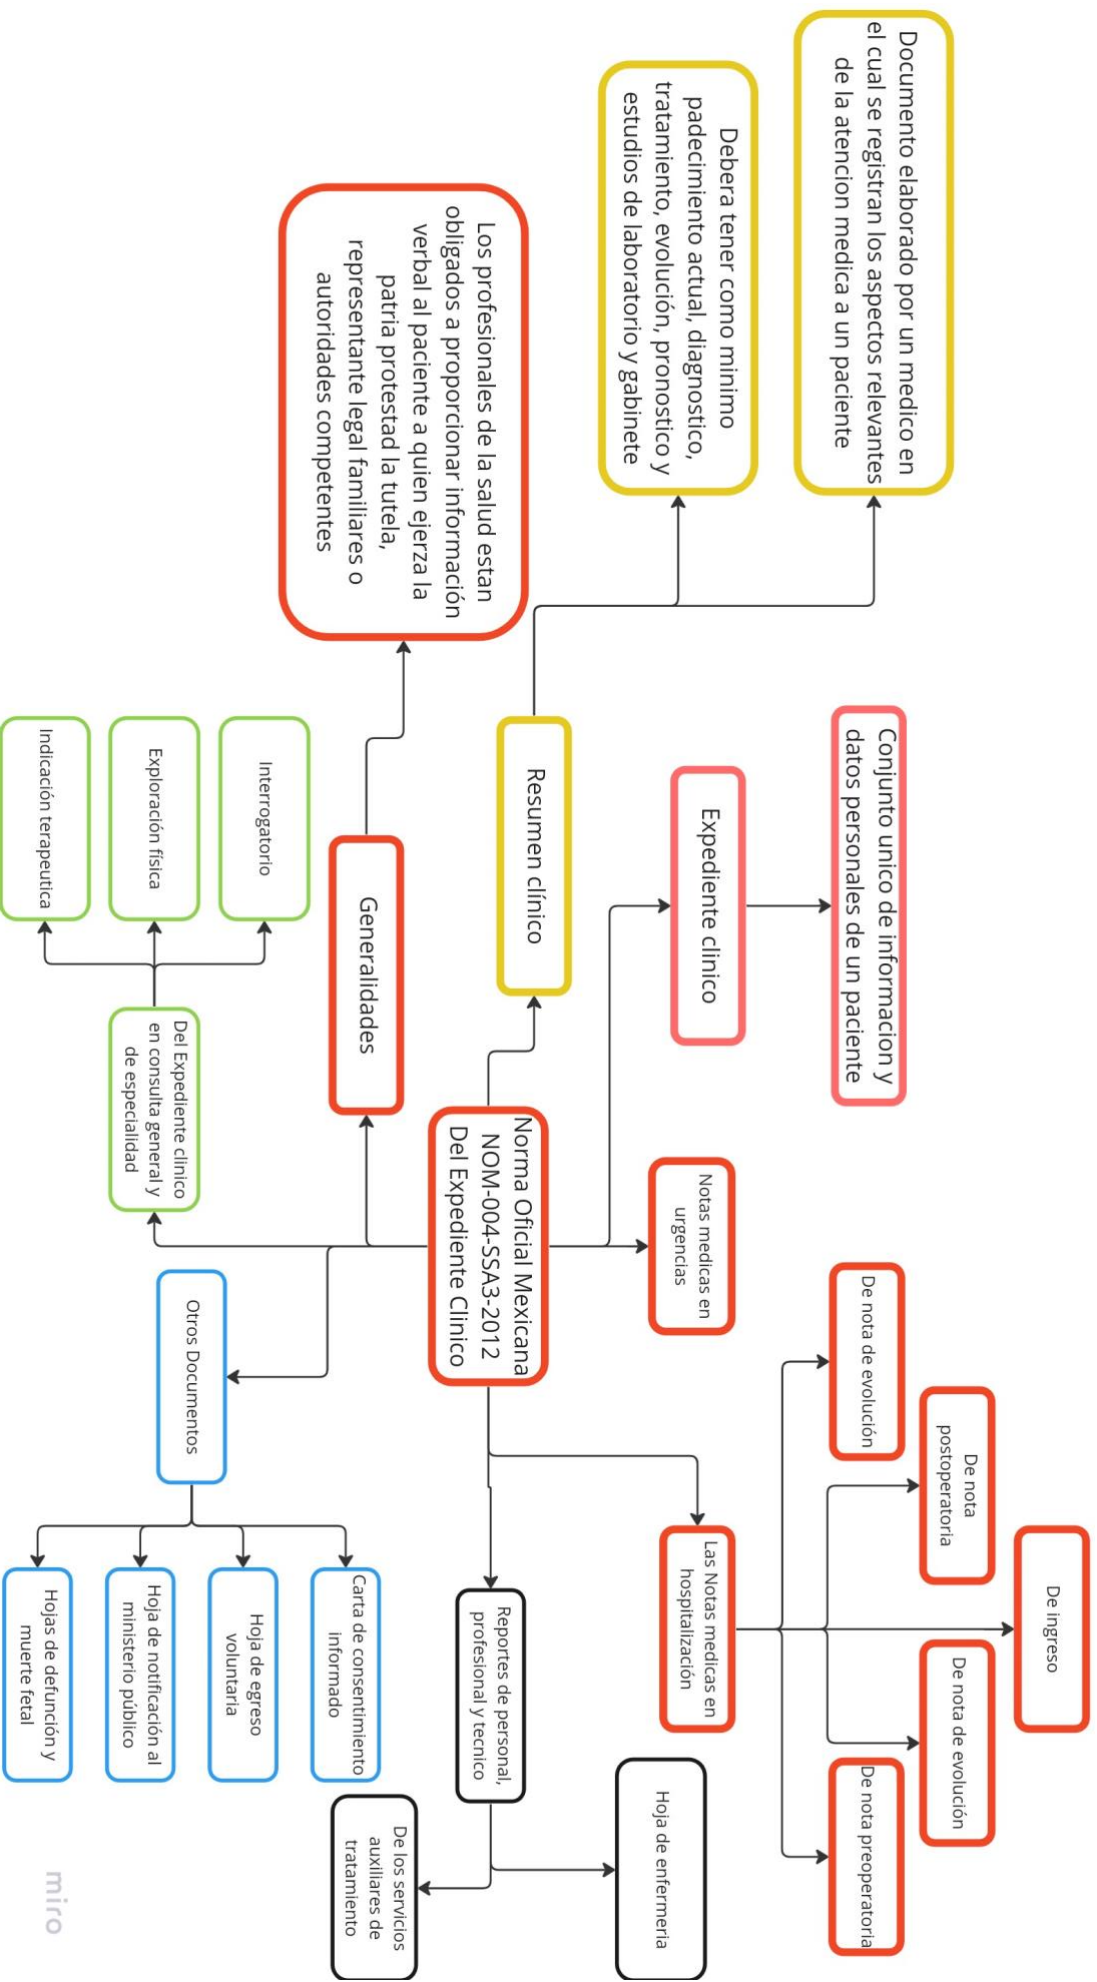 De ingreso
De nota
postoperatoria
De nota de evolución
De nota de evolución
De nota preoperatoria
Documento elaborado por un medico en
el cual se registran los aspectos relevantes
de la atencion medica a un paciente
Conjunto unico de informacion y
datos personales de un paciente
Debera tener como minimo
padecimiento actual, diagnostico,
tratamiento, evolución, pronostico y
estudios de laboratorio y gabinete
Expediente clinico
Notas medicas en
urgencias
Las Notas medicas en
hospitalización
Hoja de enfermeria
Resumen clínico
Norma Oficial Mexicana
NOM-004-SSA3-2012
Del Expediente Clinico
Reportes de personal,
profesional y tecnico
Los profesionales de la salud estan
obligados a proporcionar información
verbal al paciente a quien ejerza la
patria protestad la tutela,
representante legal familiares o
autoridades competentes
Generalidades
De los servicios
auxiliares de
tratamiento
Interrogatorio
Exploración física
Indicación terapeutica
Del Expediente clinico
en consulta general y
de especialidad
Otros Documentos
Carta de consentimiento
informado
Hoja de egreso
voluntaria
Hoja de notificación al
ministerio público
Hojas de defunción y
muerte fetal
miro